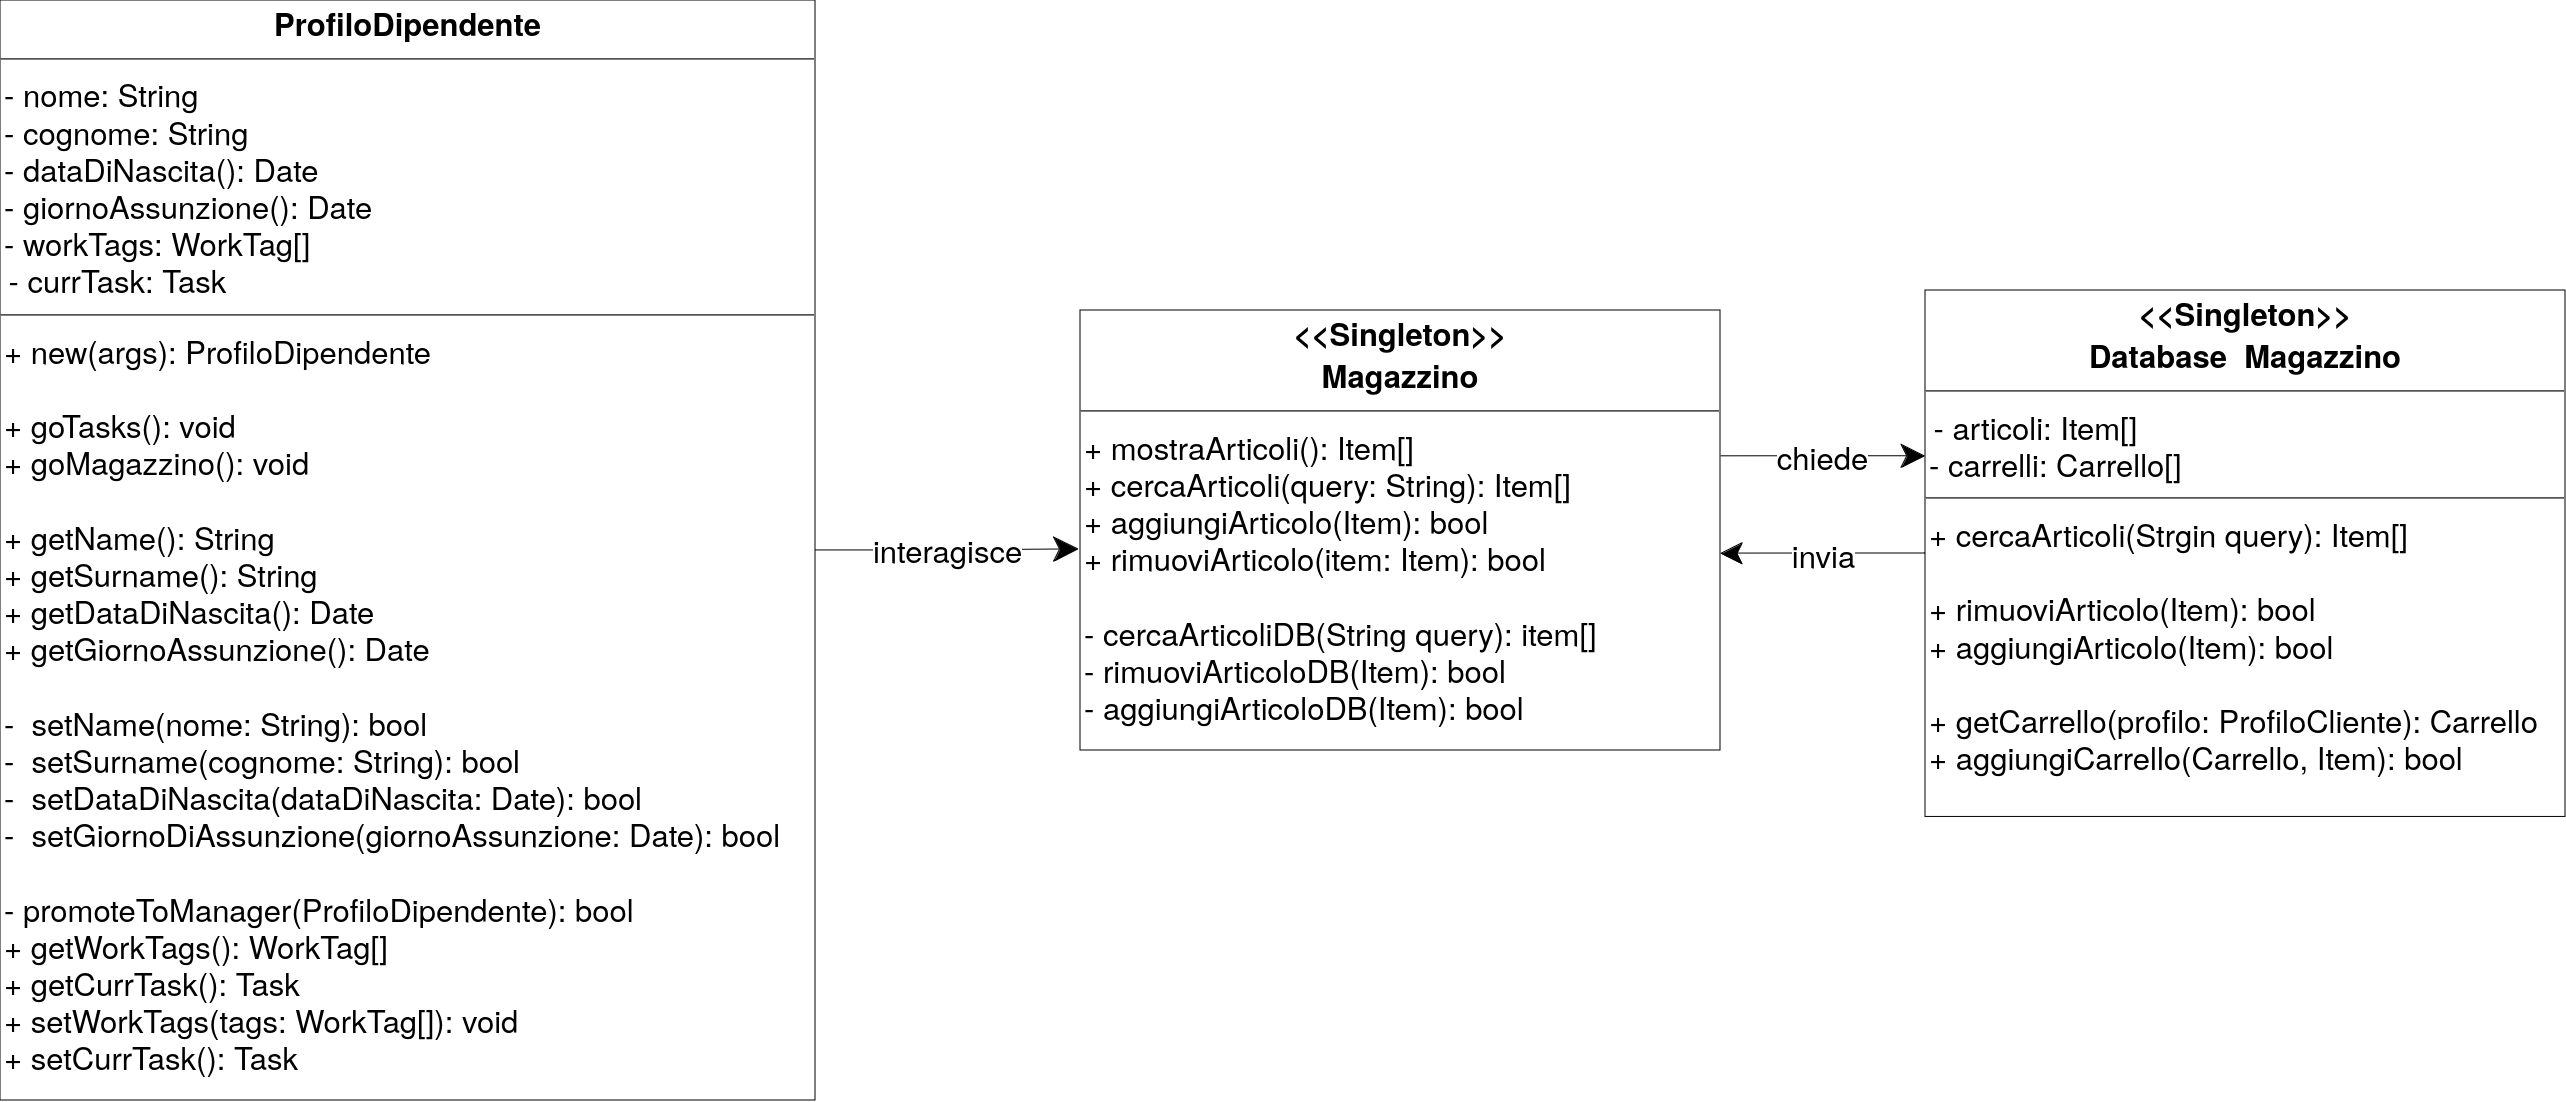 ProfiloDipendente
- nome: String
- cognome: String
- dataDiNascita(): Date
- giornoAssunzione(): Date
- workTags: WorkTag[]
- currTask: Task
+ new(args): ProfiloDipendente
+ goTasks(): void
+ goMagazzino(): void
+ getName(): String
+ getSurname(): String
+ getDataDiNascita(): Date
+ getGiornoAssunzione(): Date
- setName(nome: String): bool
- setSurname(cognome: String): bool
- setDataDiNascita(dataDiNascita: Date): bool
- setGiornoDiAssunzione(giornoAssunzione: Date): bool
- promoteToManager(ProfiloDipendente): bool
+ getWorkTags(): WorkTag[]
+ getCurrTask(): Task
+ setWorkTags(tags: WorkTag[]): void
+ setCurrTask(): Task
interagisce
<<Singleton>>
Magazzino
+ mostraArticoli(): Item[]
+ cercaArticoli(query: String): Item[]
+ aggiungiArticolo(Item): bool
+ rimuoviArticolo(item: Item): bool
- cercaArticoliDB(String query): item[]
- rimuoviArticoloDB(Item): bool
- aggiungiArticoloDB(Item): bool
chiede
invia
<<Singleton>>
Database Magazzino
- articoli: Item[]
- carrelli: Carrello[]
+ cercaArticoli(Strgin query): Item[]
+ rimuoviArticolo(Item): bool
+ aggiungiArticolo(Item): bool
+ getCarrello(profilo: ProfiloCliente): Carrello
+ aggiungiCarrello(Carrello, Item): bool